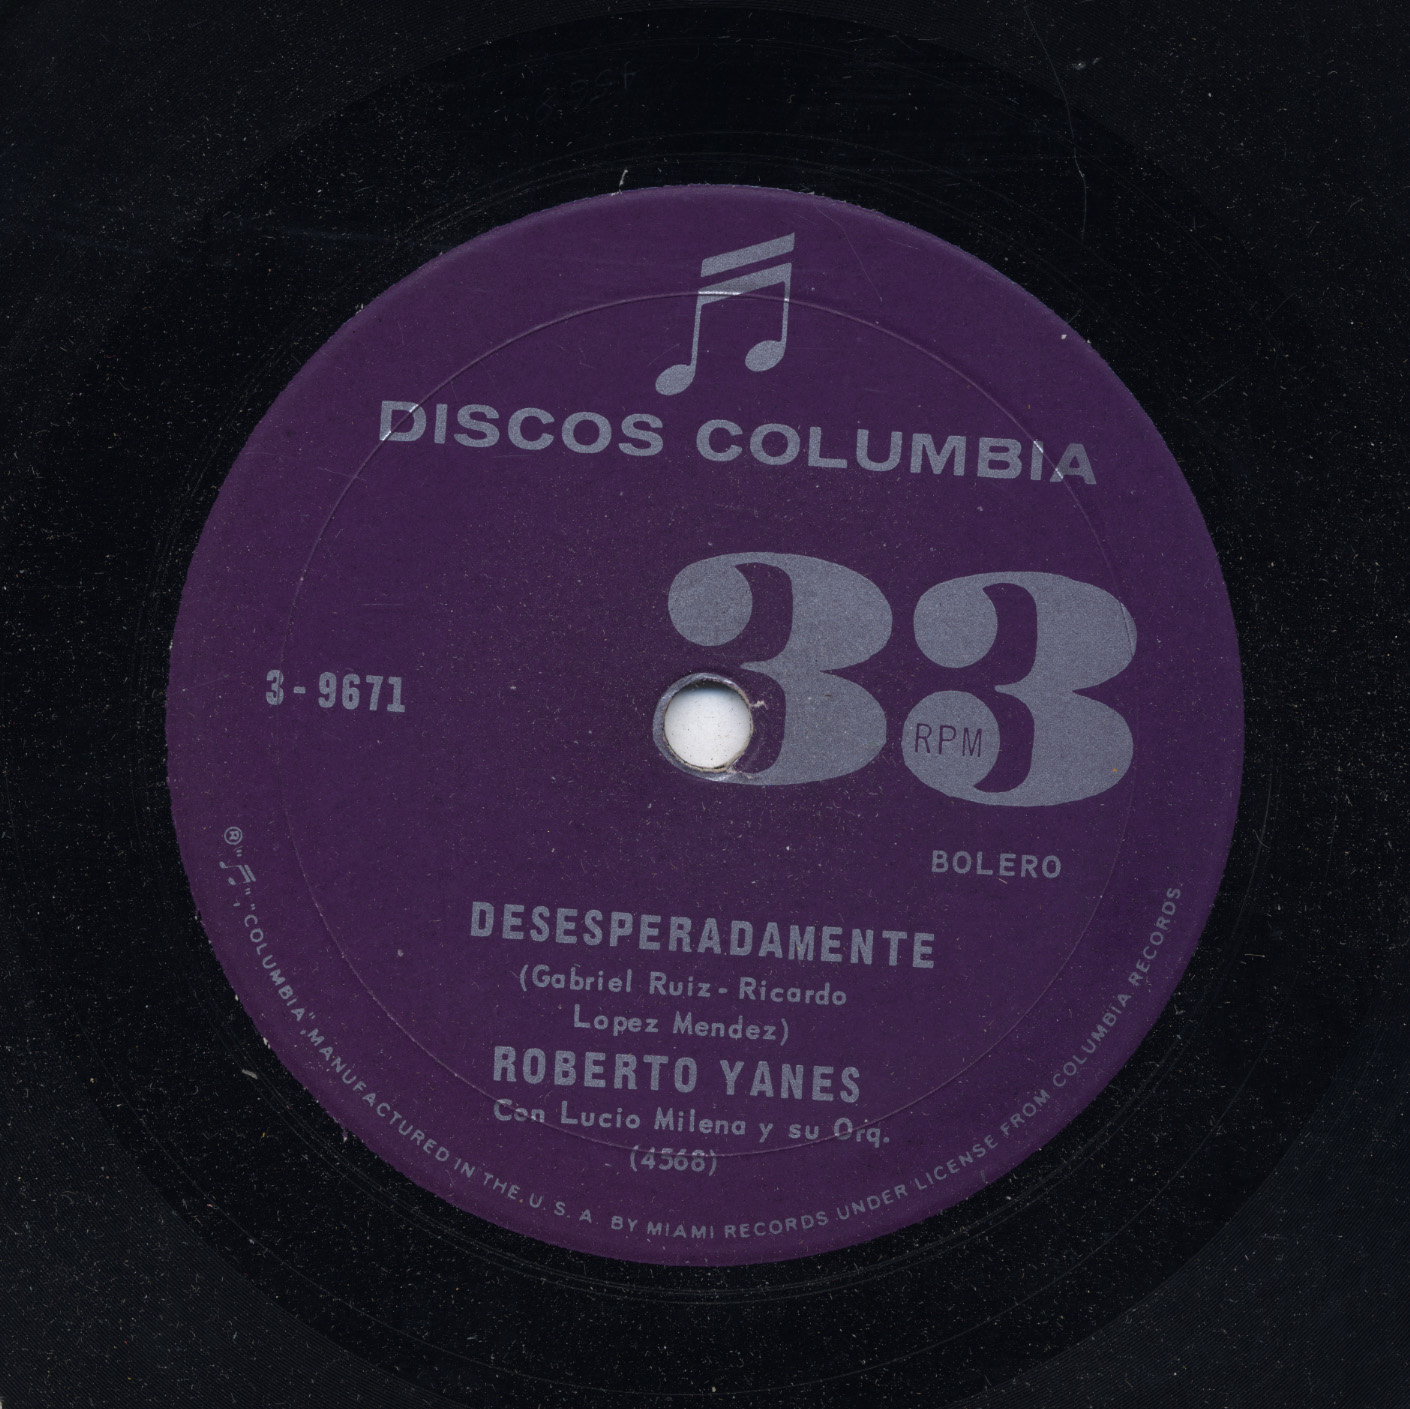 DISCOS COLUMBIA
33
RPM
3-9671
BOLERO
DESESPERADAMENTE
(Gabriel Ruiz-Ricardo
Lopez Mendez)
ROBERTO YANES
Con Lucio Milena y su Orq.
(4568)
®"♫","COLUMBIA",MANUFACTURED IN THE U. S. A. BY MIAMI RECORDS UNDER LICENSE FROM COLUMBIA RECORDS.